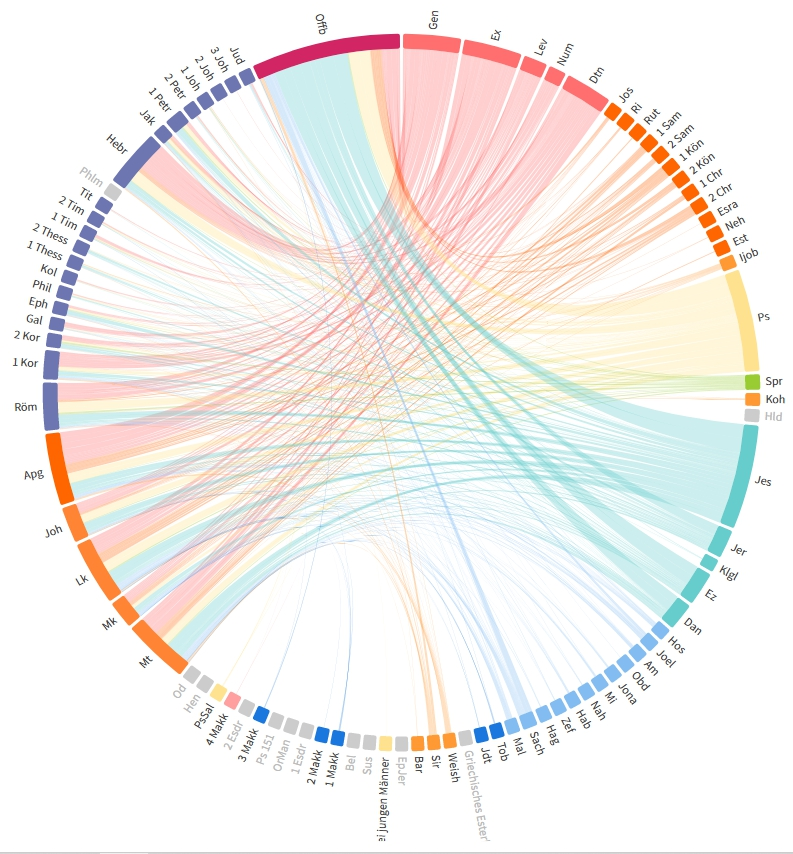 Offb
Gen
Ex
Lev
Num
Dtn
Jos
Ri
Rut
1 Sam
2 Sam
1 Kön
2 Kön
1 Chr
2 Chr
Esra
Neh
Est
Ijob
Ps
Spr
Koh
Hld
Jes
Jer
Klgl
Ez
Dan
Hos
Joel
Am
Obd
Jona
Mi
Nah
Hab
Zef
Hag
Sach
Mal
Tob
Jdt
Griechisches Ester
Weish
Sir
Bar
EpJer
ei jungen Männer
Sus
Bel
1 Makk
2 Makk
1 Esdr
OrMan
Ps 151
3 Makk
2 Esdr
4 Makk
PsSal
Hen
Od
Mt
Mk
Lk
Joh
Apg
Röm
1 Kor
2 Kor
Gal
Eph
Phil
Kol
1 Thess
2 Thess
1 Tim
2 Tim
Tit
Phlm
Hebr
Jak
1 Petr
2 Petr
1 Joh
2 Joh
3 Joh
Jud